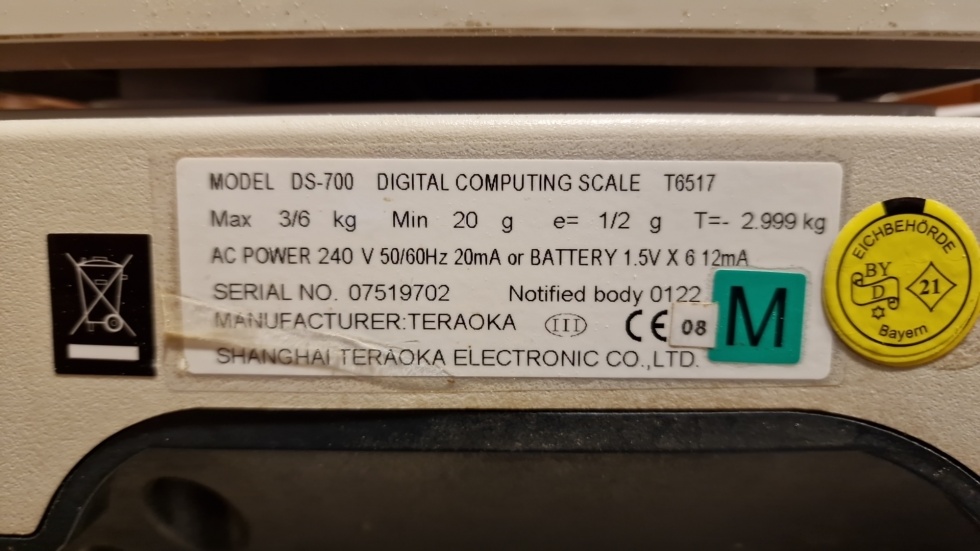 MODEL DS-700 DIGITAL COMPUTING SCALE T6517
Max 3/6 kg Min 20 g e= 1/2 g T=- 2.999 kg
AC POWER 240 V 50/60Hz 20mA or BATTERY 1.5V X 6 12mA
SERIAL NO. 07519702 Notified body 0122
MANUFACTURER:TERAOKA III CE 08 M
SHANGHAI TERAOKA ELECTRONIC CO.,LTD.
EICHBEHÖRDE
BY
D
21
Bayern